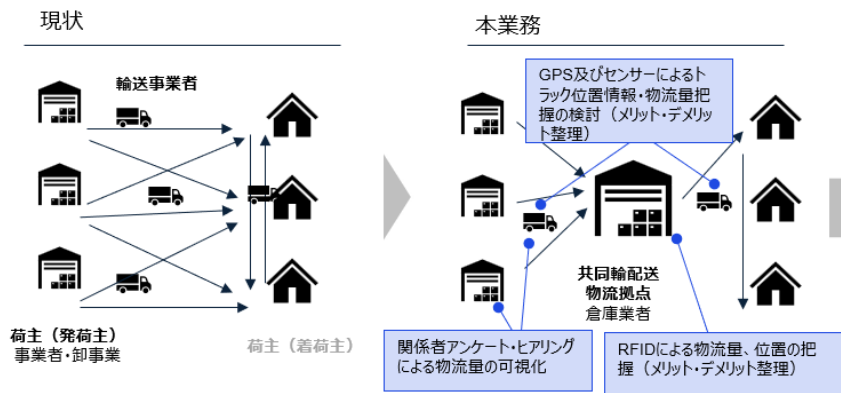 現状
輸送事業者
荷主（発荷主）
事業者・卸事業
荷主（着荷主）
本業務
GPS及びセンサーによるト
ラック位置情報・物流量把
握の検討（メリット・デメリ
ット整理）
共同輸配送
物流拠点
倉庫業者
関係者アンケート・ヒアリング
による物流量の可視化
RFIDによる物流量、位置の把
握（メリット・デメリット整理）